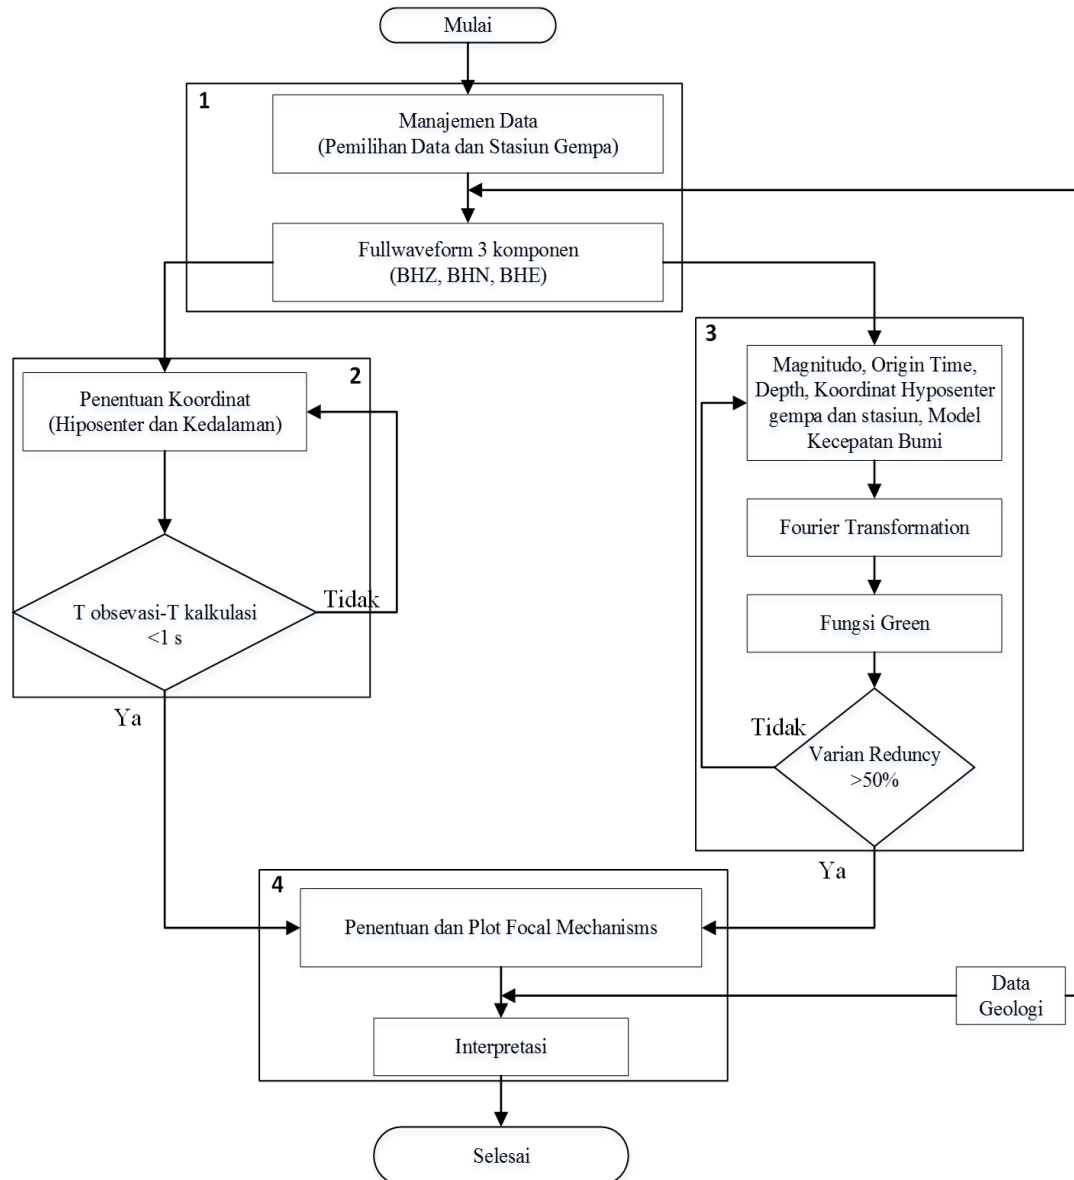 Mulai
1
Manajemen Data
(Pemilihan Data dan Stasiun Gempa)
Fullwaveform 3 komponen
(BHZ, BHN, BHE)
2
Penentuan Koordinat
(Hiposenter dan Kedalaman)
T obsevasi-T kalkulasi
<1 s
Tidak
Ya
3
Magnitudo, Origin Time,
Depth, Koordinat Hyposenter
gempa dan stasiun, Model
Kecepatan Bumi
Fourier Transformation
Fungsi Green
Tidak
Varian Reduncy
>50%
Ya
4
Penentuan dan Plot Focal Mechanisms
Data
Geologi
Interpretasi
Selesai